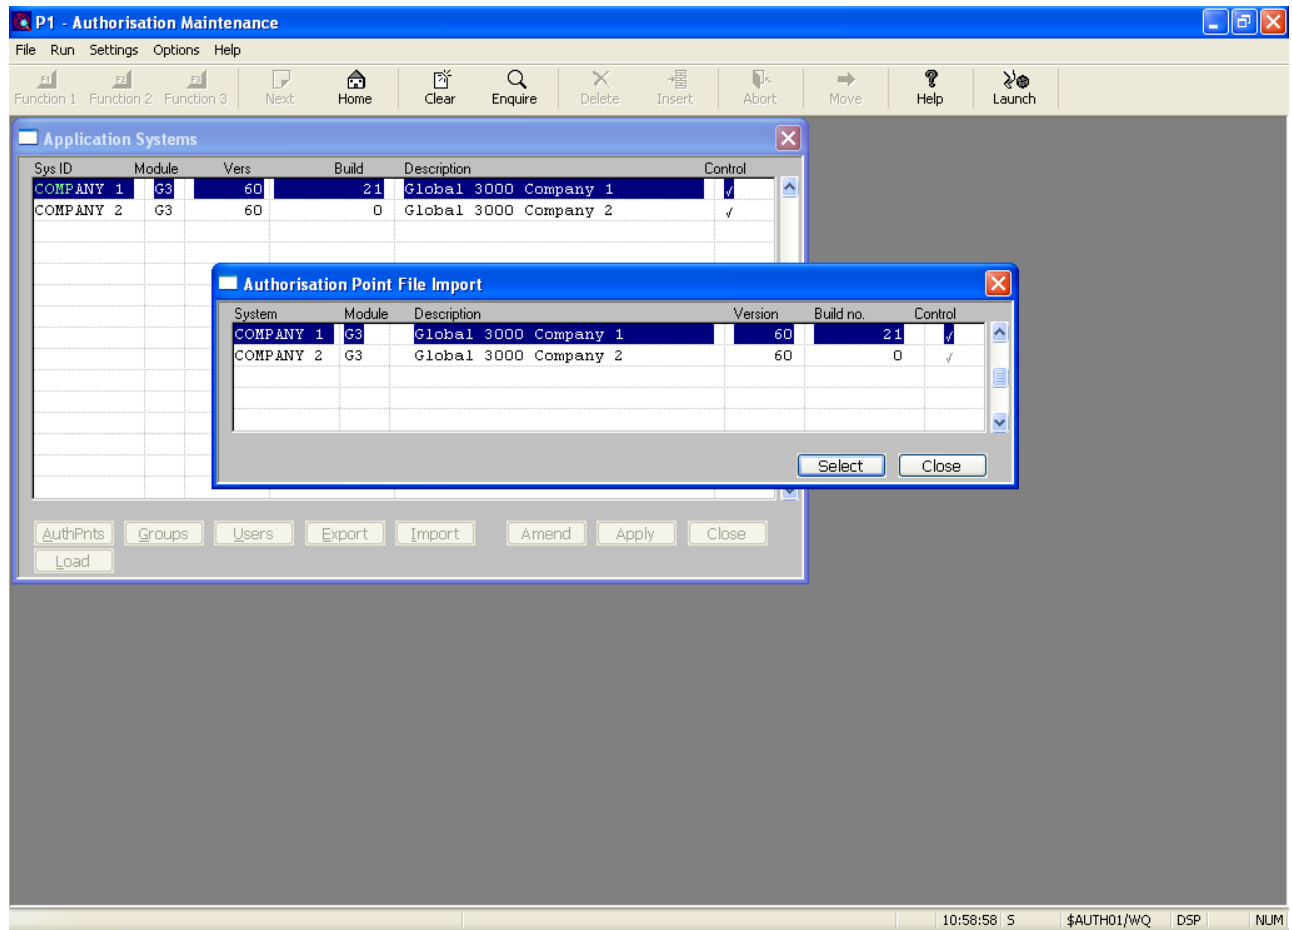 P1 - Authorisation Maintenance
File Run Settings Options Help
F1 F2 F3
Function 1 Function 2 Function 3 Next Home Clear Enquire Delete Insert Abort Move Help Launch
Application Systems
Sys ID Module Vers Build Description Control
COMPANY 1 G3 60 21 Global 3000 Company 1 √
COMPANY 2 G3 60 0 Global 3000 Company 2 √
Authorisation Point File Import
System Module Description Version Build no. Control
COMPANY 1 G3 Global 3000 Company 1 60 21 √
COMPANY 2 G3 Global 3000 Company 2 60 0 √
Select Close
AuthPnts Groups Users Export Import Amend Apply Close
Load
10:58:58 S $AUTH01/WQ DSP NUM